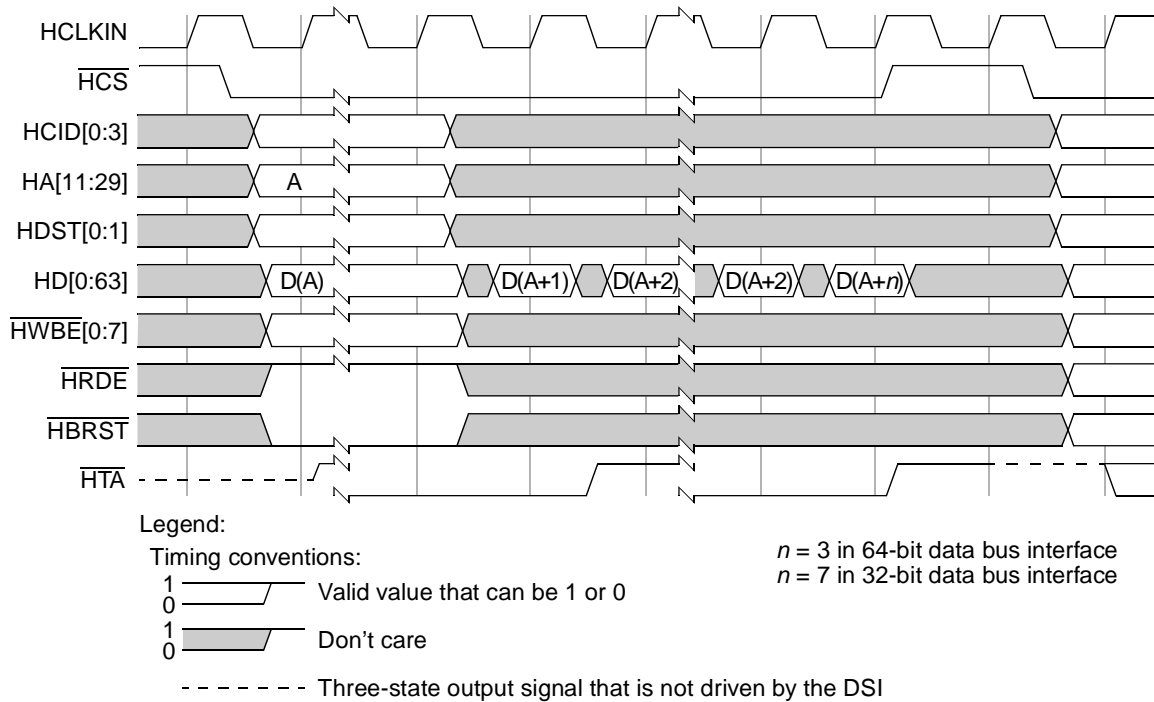 HCLKIN
HCS
HCID[0:3]
HA[11:29] A
HDST[0:1]
HD[0:63] D(A) D(A+1) D(A+2) D(A+2) D(A+n)
HWBE[0:7]
HRDE
HBRST
HTA
Legend:
Timing conventions:
1
0
Valid value that can be 1 or 0
1
0
Don't care
Three-state output signal that is not driven by the DSI
n = 3 in 64-bit data bus interface
n = 7 in 32-bit data bus interface